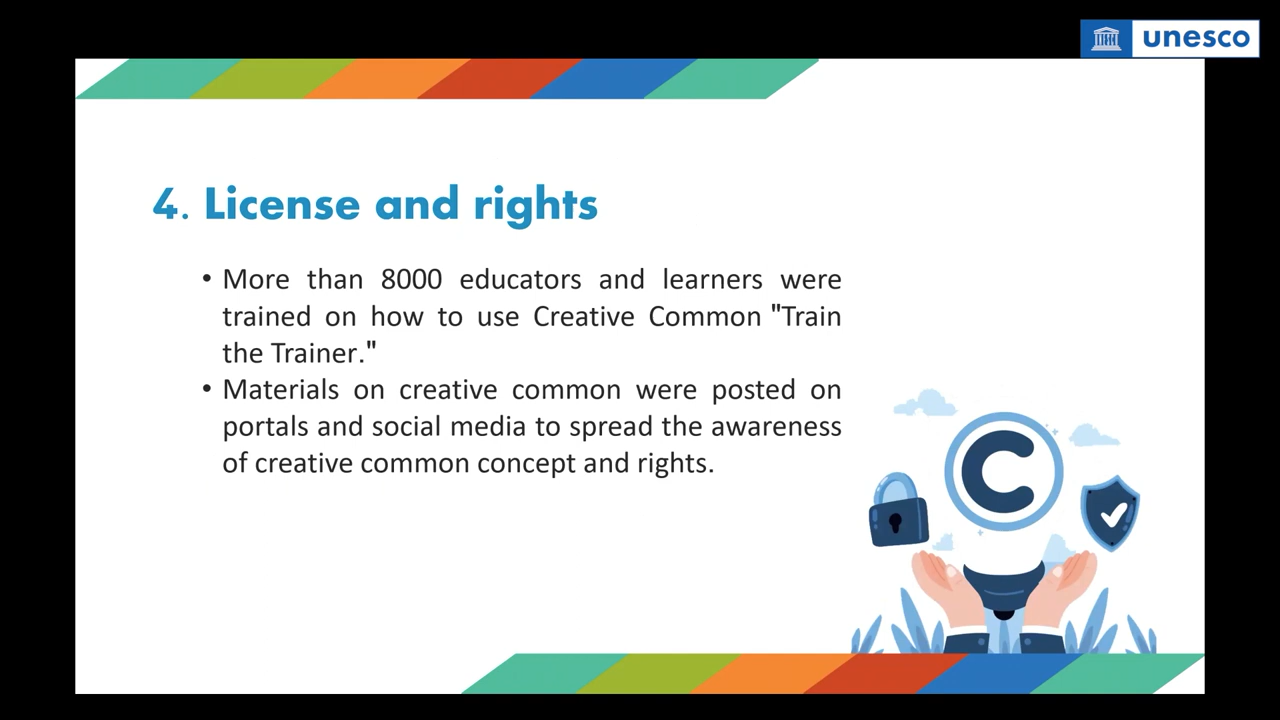 unesco
4. License and rights
• More than 8000 educators and learners were
trained on how to use Creative Common "Train
the Trainer."
• Materials on creative common were posted on
portals and social media to spread the awareness
of creative common concept and rights.
C